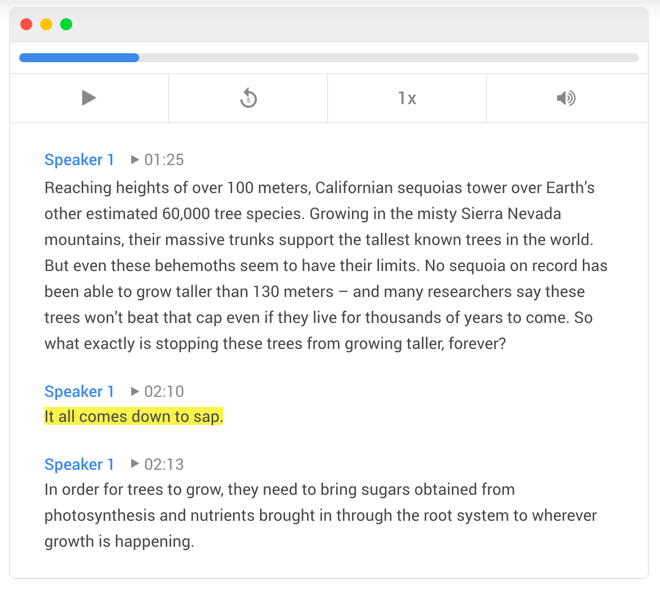 5
1x
Speaker 1 01:25
Reaching heights of over 100 meters, Californian sequoias tower over Earth’s
other estimated 60,000 tree species. Growing in the misty Sierra Nevada
mountains, their massive trunks support the tallest known trees in the world.
But even these behemoths seem to have their limits. No sequoia on record has
been able to grow taller than 130 meters – and many researchers say these
trees won’t beat that cap even if they live for thousands of years to come. So
what exactly is stopping these trees from growing taller, forever?
Speaker 1 02:10
It all comes down to sap.
Speaker 1 02:13
In order for trees to grow, they need to bring sugars obtained from
photosynthesis and nutrients brought in through the root system to wherever
growth is happening.